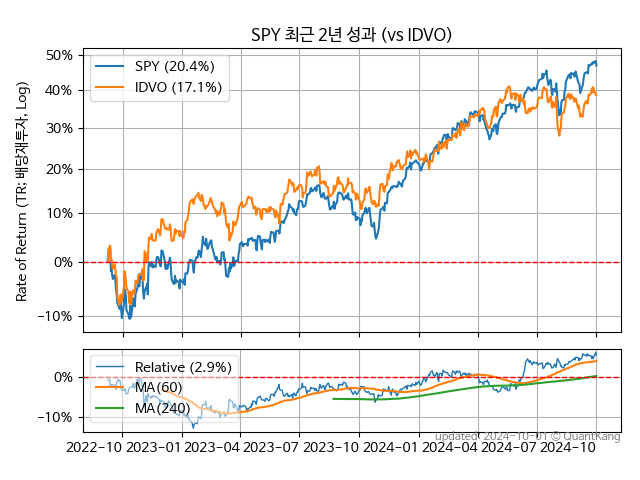 SPY 최근 2년 성과 (vs IDVO)
Rate of Return (TR; 배당재투자, Log)
50%
40%
30%
20%
10%
0%
−10%
SPY (20.4%)
IDVO (17.1%)
0%
−10%
Relative (2.9%)
MA(60)
MA(240)
updated: 2024-10-01 © QuantKang
2022-10 2023-01 2023-04 2023-07 2023-10 2024-01 2024-04 2024-07 2024-10